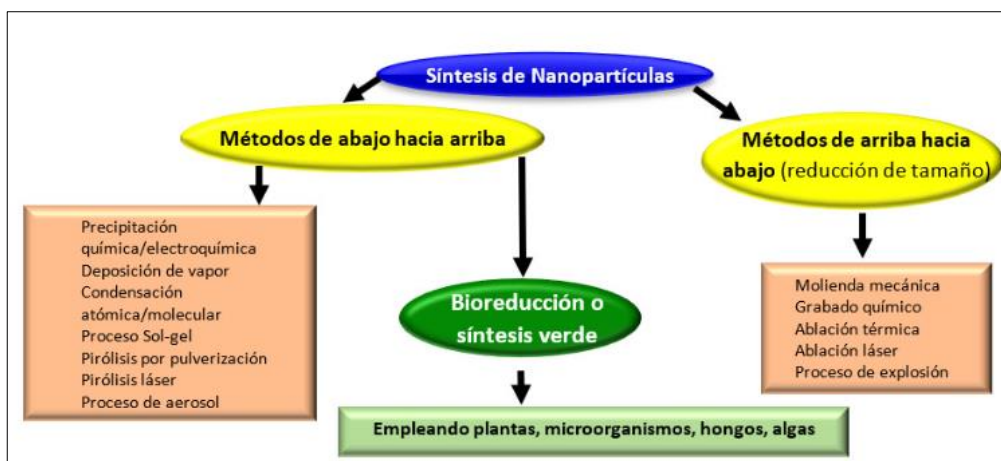 Síntesis de Nanopartículas
Métodos de abajo hacia arriba
Métodos de arriba hacia
abajo (reducción de tamaño)
Precipitación
química/electroquímica
Deposición de vapor
Condensación
atómica/molecular
Proceso Sol-gel
Pirólisis por pulverización
Pirólisis láser
Proceso de aerosol
Bioreducción o
síntesis verde
Molienda mecánica
Grabado químico
Ablación térmica
Ablación láser
Proceso de explosión
Empleando plantas, microorganismos, hongos, algas